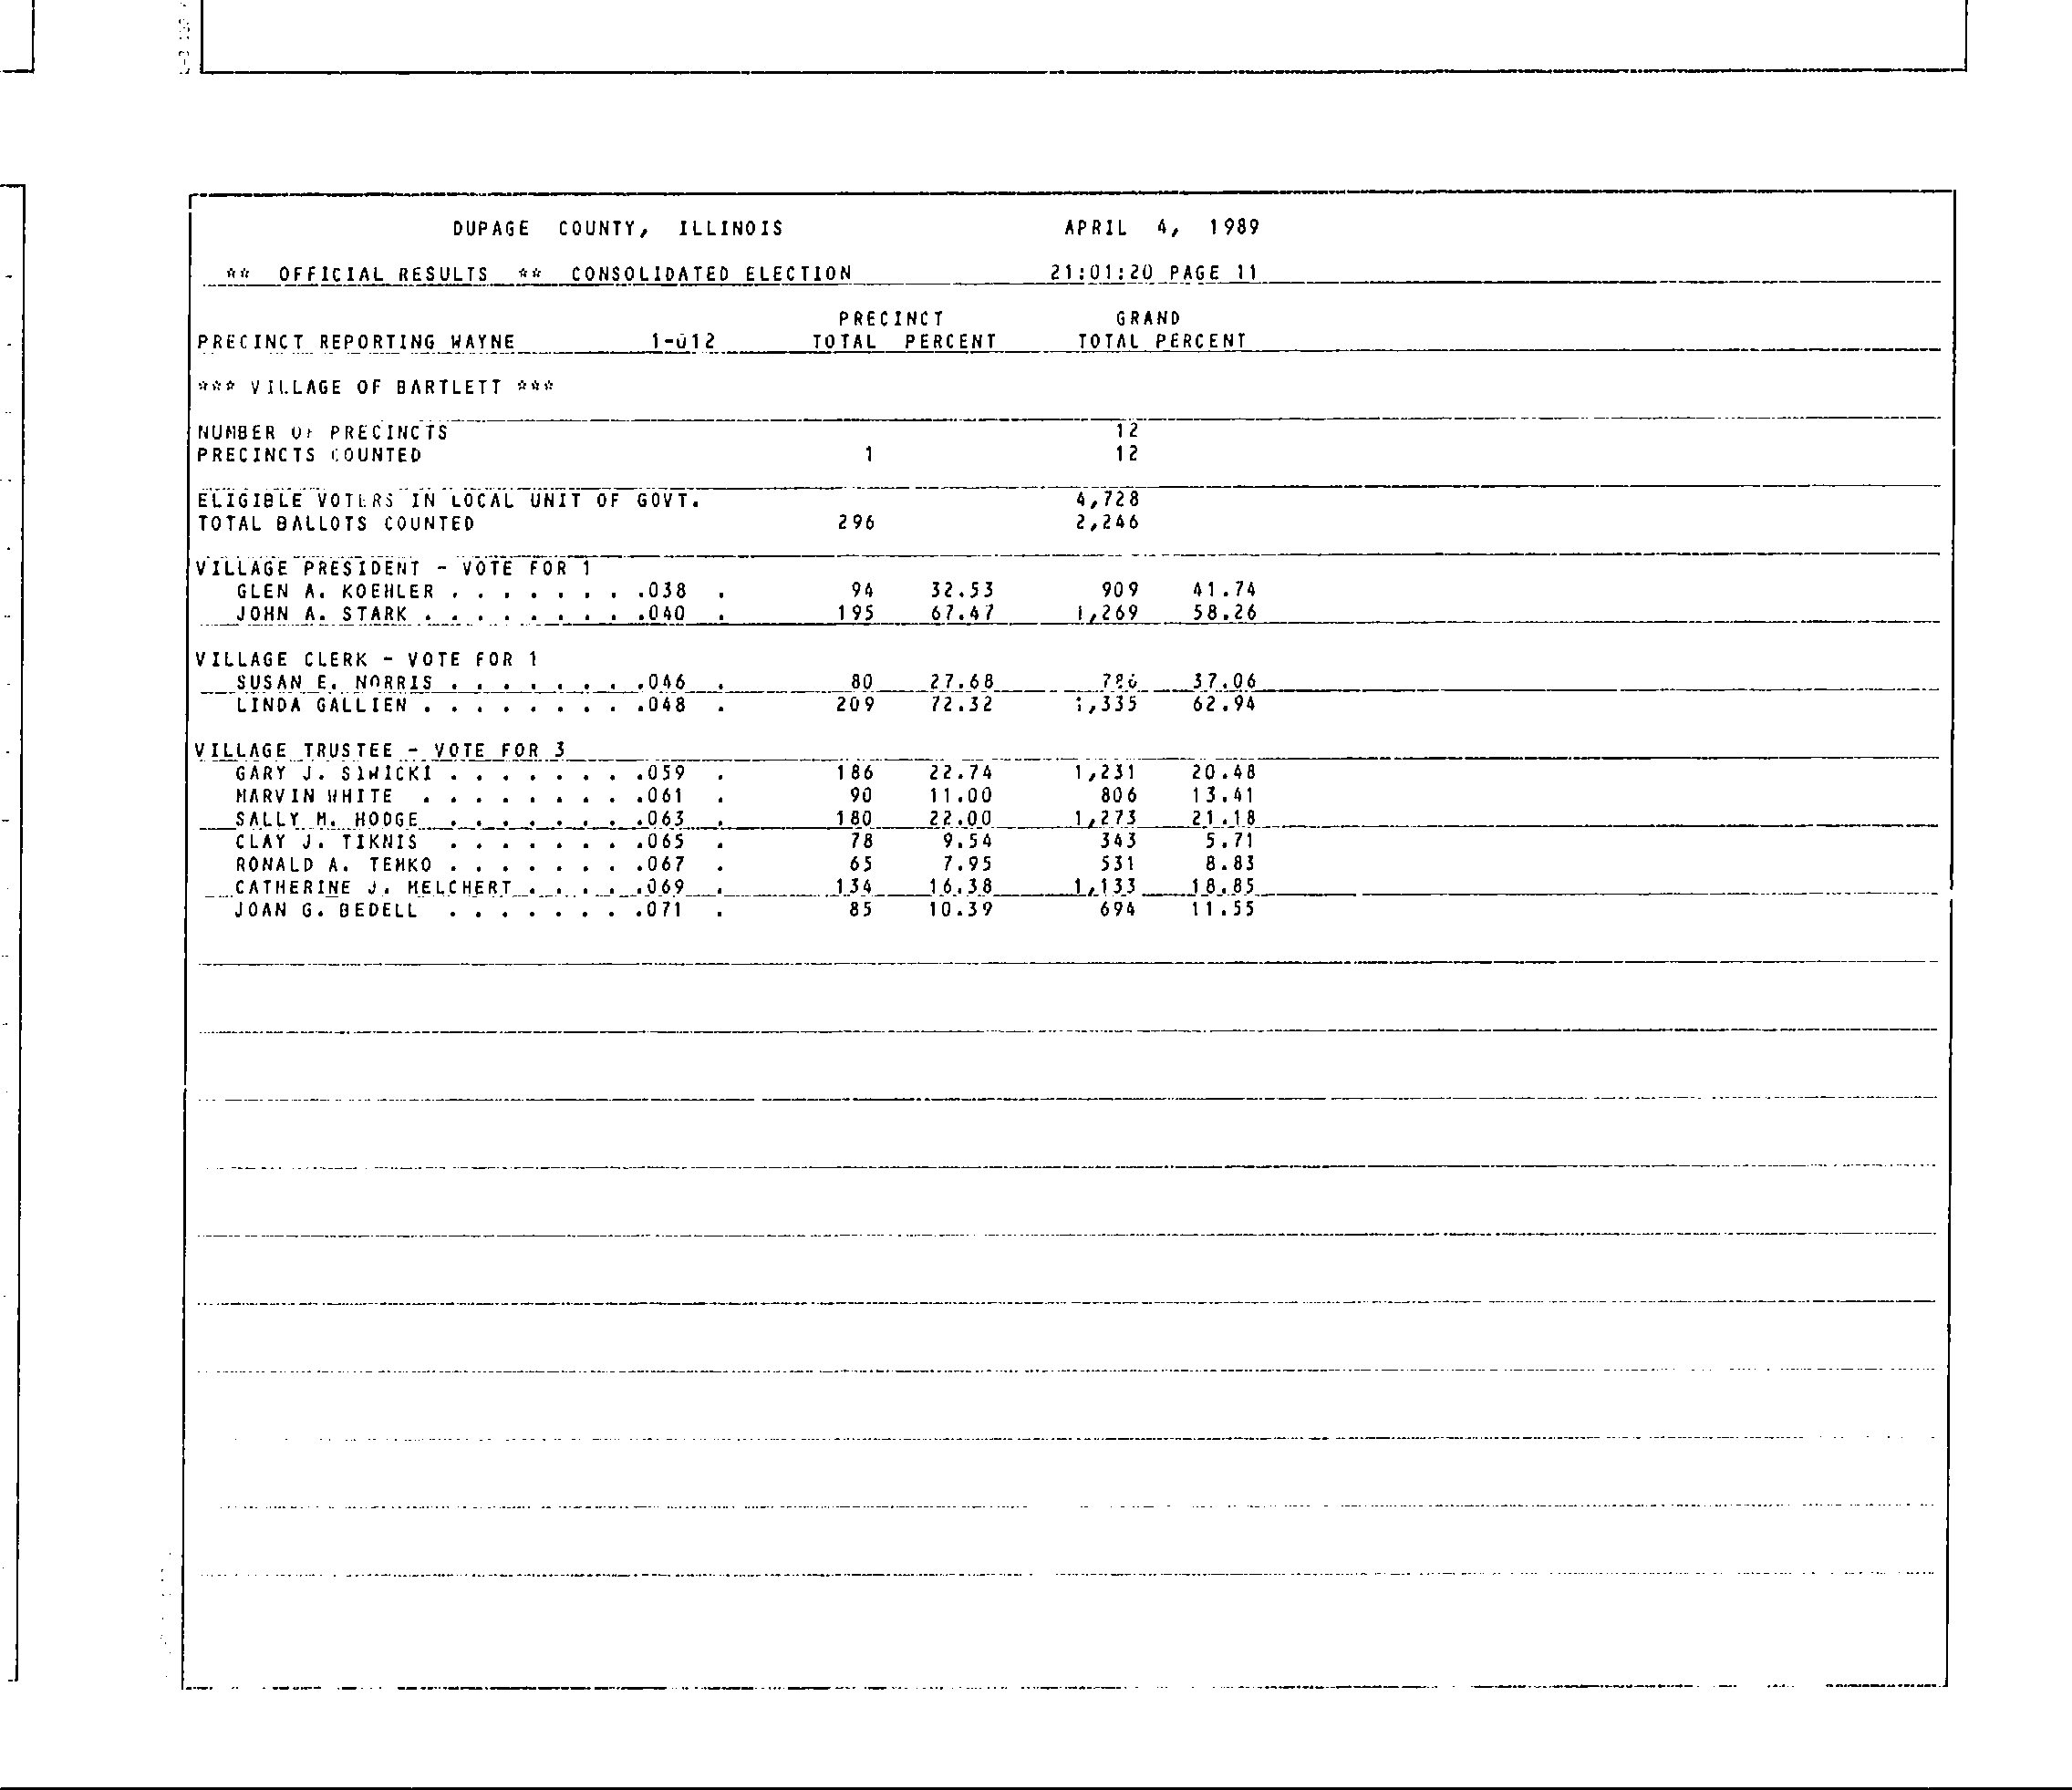 DUPAGE COUNTY, ILLINOIS APRIL 4, 1989
** OFFICIAL RESULTS ** CONSOLIDATED ELECTION 21:01:20 PAGE 11
PRECINCT GRAND
PRECINCT REPORTING WAYNE 1-012 TOTAL PERCENT TOTAL PERCENT
*** VILLAGE OF BARTLETT ***
NUMBER OF PRECINCTS 12
PRECINCTS COUNTED 1 12
ELIGIBLE VOTERS IN LOCAL UNIT OF GOVT. 4,728
TOTAL BALLOTS COUNTED 296 2,246
VILLAGE PRESIDENT - VOTE FOR 1
GLEN A. KOEHLER . . . . . . . .038 . 94 32.53 909 41.74
JOHN A. STARK . . . . . . . . .040 . 195 67.47 1,269 58.26
VILLAGE CLERK - VOTE FOR 1
SUSAN E. NORRIS . . . . . . . .046 . 80 27.68 786 37.06
LINDA GALLIEN . . . . . . . . .048 . 209 72.32 1,335 62.94
VILLAGE TRUSTEE - VOTE FOR 3
GARY J. SIWICKI . . . . . . . .059 . 186 22.74 1,231 20.48
MARVIN WHITE . . . . . . . . .061 . 90 11.00 806 13.41
SALLY M. HODGE . . . . . . . .063 . 180 22.00 1,273 21.18
CLAY J. TIKNIS . . . . . . . .065 . 78 9.54 343 5.71
RONALD A. TEMKO . . . . . . . .067 . 65 7.95 531 8.83
CATHERINE J. MELCHERT . . . . .069 . 134 16.38 1,133 18.85
JOAN G. BEDELL . . . . . . . .071 . 85 10.39 694 11.55